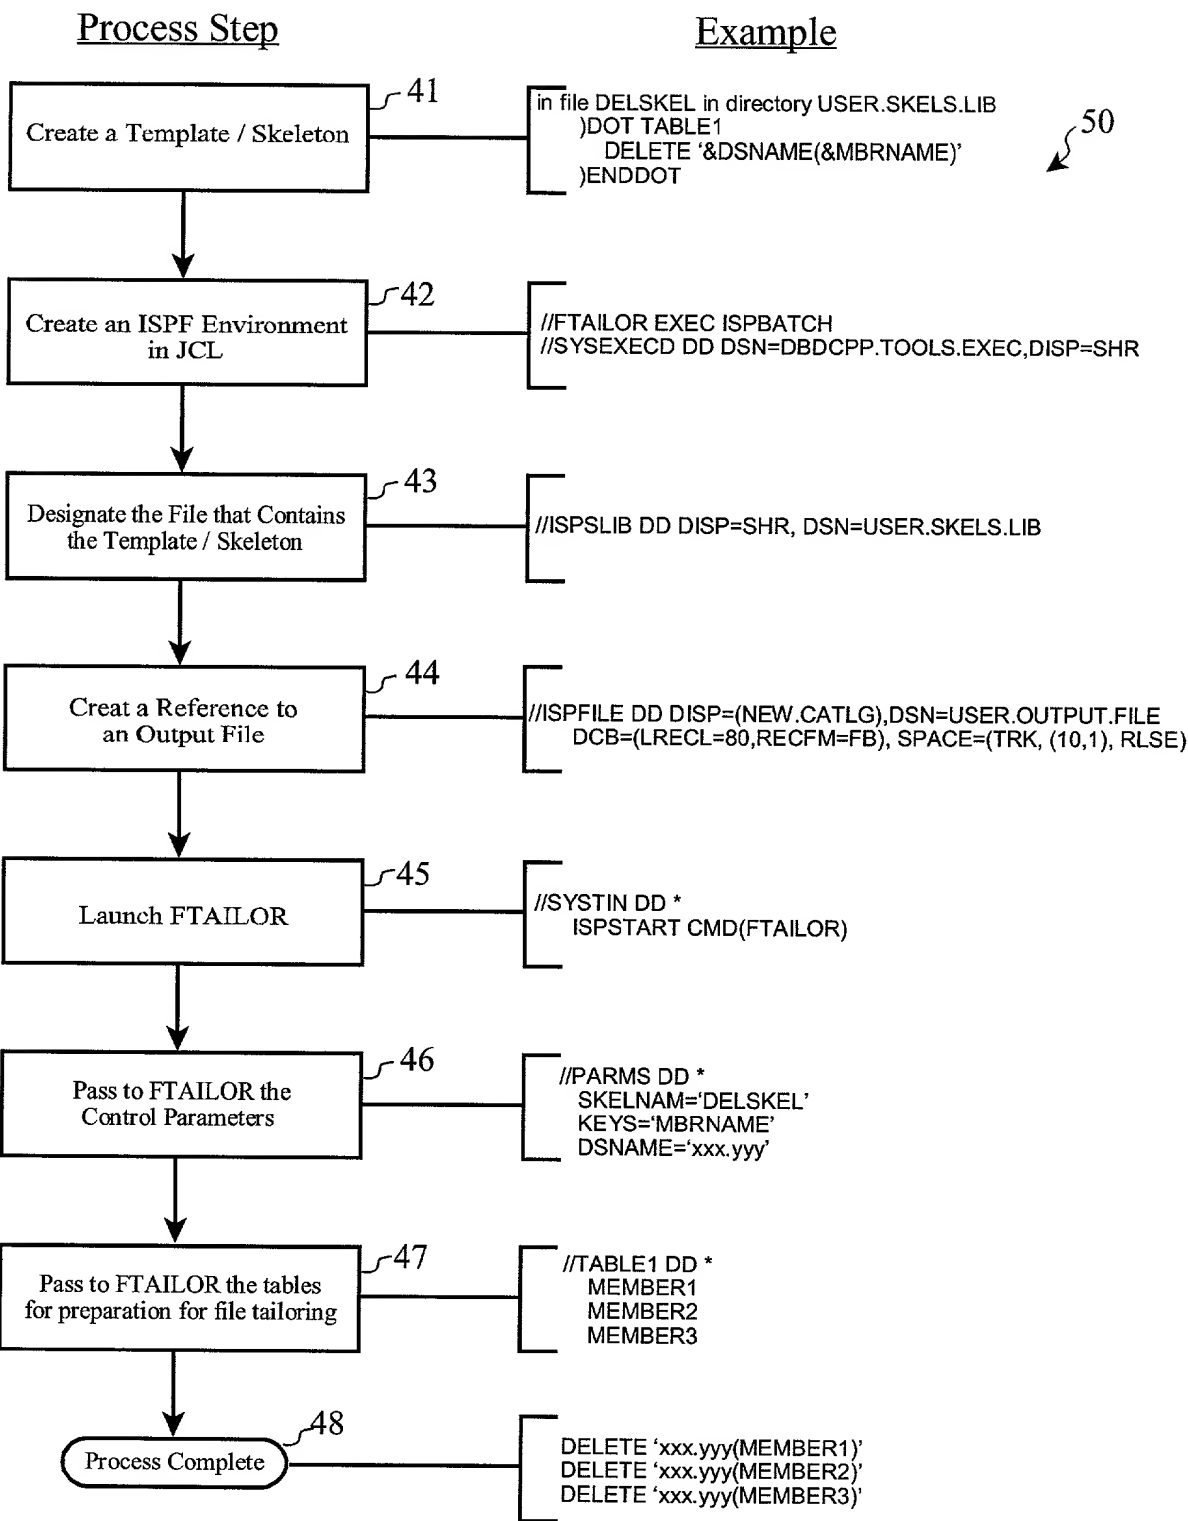 Process Step
Example
41
Create a Template / Skeleton
in file DELSKEL in directory USER.SKELS.LIB
)DOT TABLE1
DELETE ‘&DSNAME(&MBRNAME)’
)ENDDOT
50
42
Create an ISPF Environment
in JCL
//FTAILOR EXEC ISPBATCH
//SYSEXECD DD DSN=DBDCPP.TOOLS.EXEC,DISP=SHR
43
Designate the File that Contains
the Template / Skeleton
//ISPSLIB DD DISP=SHR, DSN=USER.SKELS.LIB
44
Creat a Reference to
an Output File
//ISPFILE DD DISP=(NEW.CATLG),DSN=USER.OUTPUT.FILE
DCB=(LRECL=80,RECFM=FB), SPACE=(TRK, (10,1), RLSE)
45
Launch FTAILOR
//SYSTIN DD *
ISPSTART CMD(FTAILOR)
46
Pass to FTAILOR the
Control Parameters
//PARMS DD *
SKELNAM=‘DELSKEL’
KEYS=‘MBRNAME’
DSNAME=‘xxx.yyy’
47
Pass to FTAILOR the tables
for preparation for file tailoring
//TABLE1 DD *
MEMBER1
MEMBER2
MEMBER3
48
Process Complete
DELETE ‘xxx.yyy(MEMBER1)’
DELETE ‘xxx.yyy(MEMBER2)’
DELETE ‘xxx.yyy(MEMBER3)’